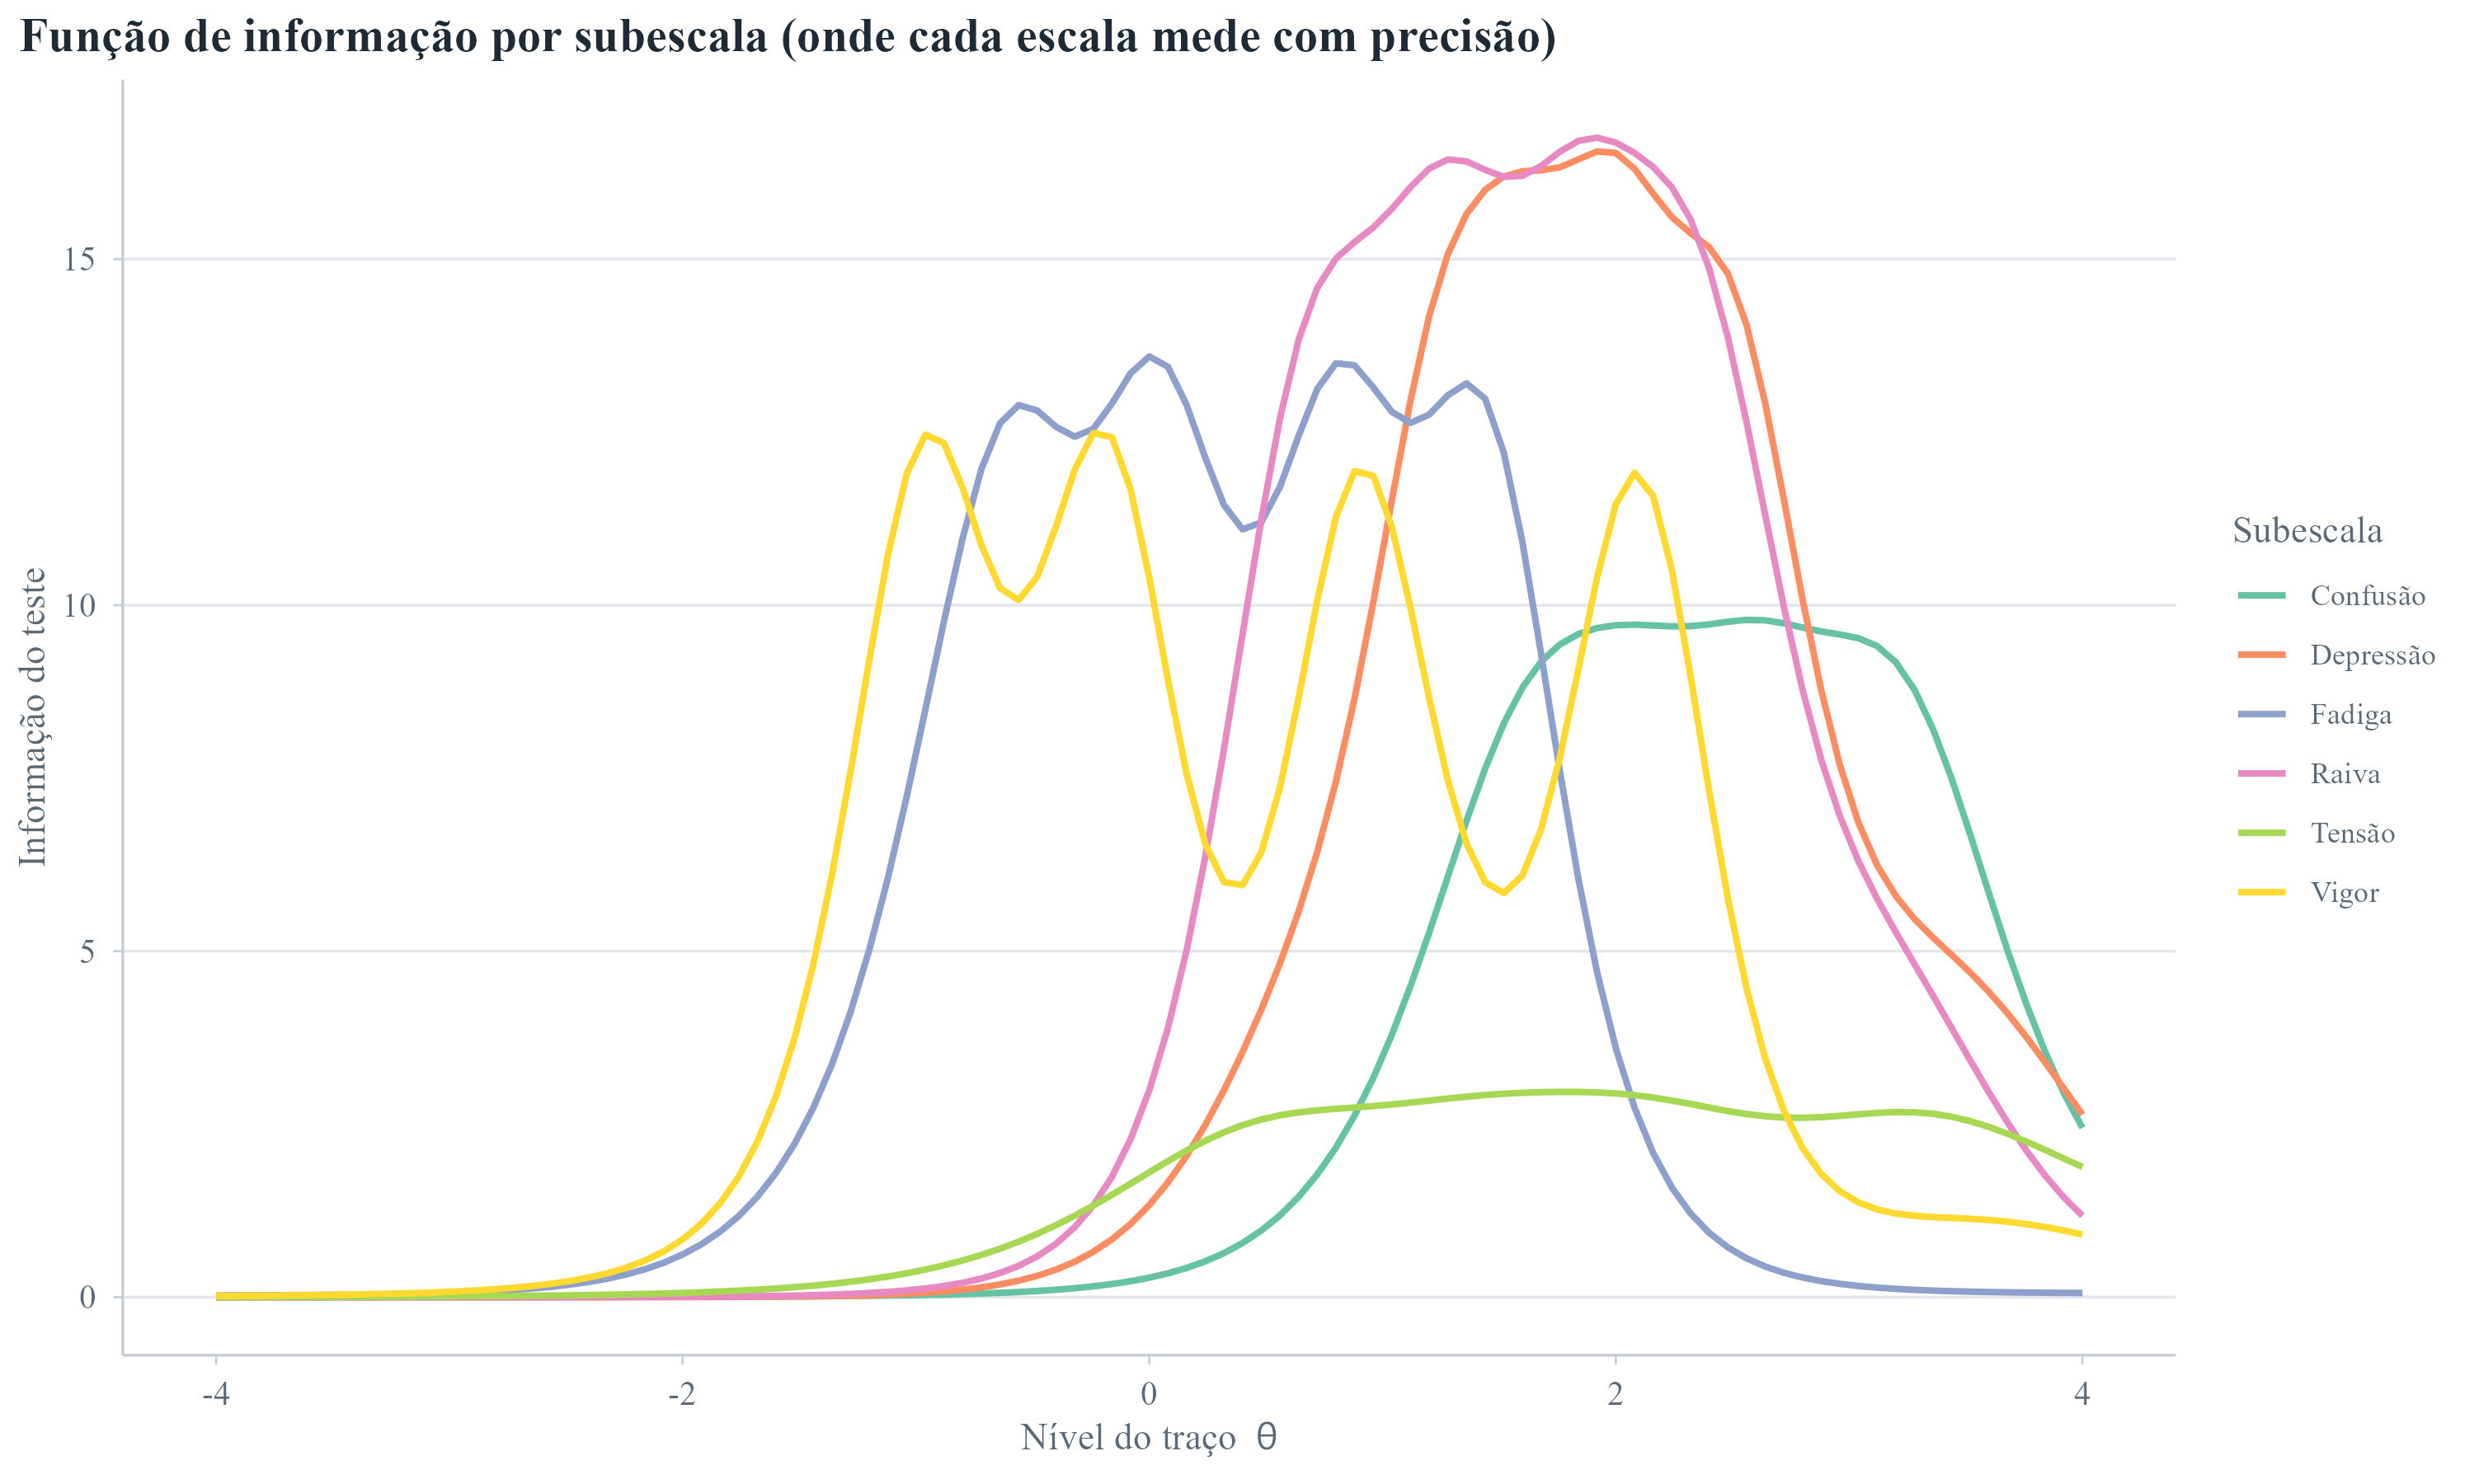 Função de informação por subescala (onde cada escala mede com precisão)
Informação do teste
15
10
5
0
-4
-2
0
2
4
Nível do traço θ
Subescala
Confusão
Depressão
Fadiga
Raiva
Tensão
Vigor